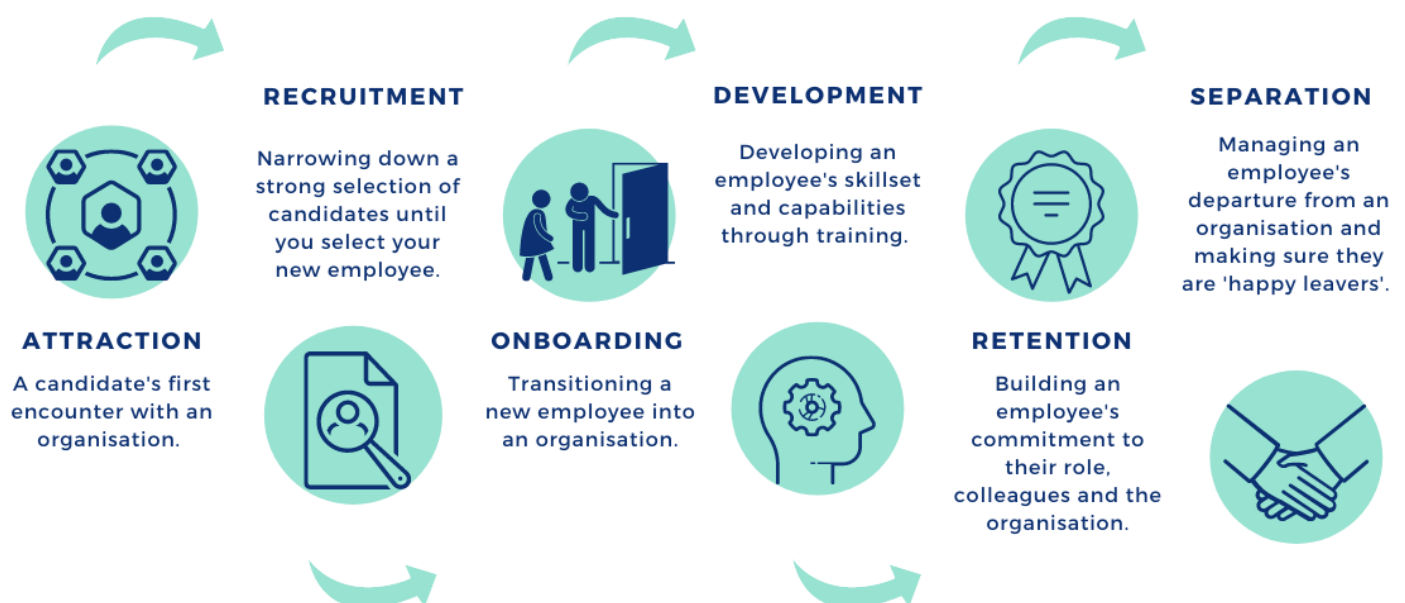 ATTRACTION
A candidate's first
encounter with an
organisation.
RECRUITMENT
Narrowing down a
strong selection of
candidates until
you select your
new employee.
ONBOARDING
Transitioning a
new employee into
an organisation.
DEVELOPMENT
Developing an
employee's skillset
and capabilities
through training.
RETENTION
Building an
employee's
commitment to
their role,
colleagues and the
organisation.
SEPARATION
Managing an
employee's
departure from an
organisation and
making sure they
are 'happy leavers'.